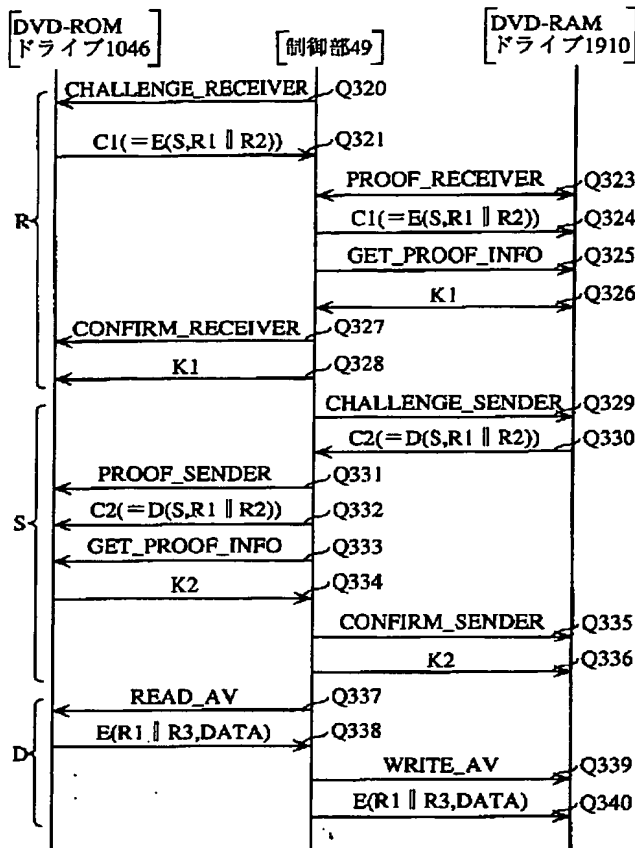 DVD-ROM
ドライブ1046
制御部49
DVD-RAM
ドライブ1910
CHALLENGE_RECEIVER Q320
C1(=E(S,R1 ‖ R2)) Q321
PROOF_RECEIVER Q323
R
C1(=E(S,R1 ‖ R2)) Q324
GET_PROOF_INFO Q325
K1 Q326
CONFIRM_RECEIVER Q327
K1 Q328
CHALLENGE_SENDER Q329
C2(=D(S,R1 ‖ R2)) Q330
PROOF_SENDER Q331
S
C2(=D(S,R1 ‖ R2)) Q332
GET_PROOF_INFO Q333
K2 Q334
CONFIRM_SENDER Q335
K2 Q336
READ_AV Q337
D
E(R1 ‖ R3,DATA) Q338
WRITE_AV Q339
E(R1 ‖ R3,DATA) Q340